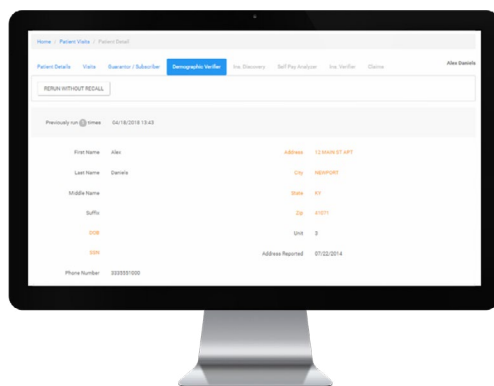 Home / Patient Visits / Patient Detail
Patient Details Visits Guarantor / Subscriber Demographic Verifier Ins. Discovery Self Pay Analyzer Ins. Verifier Claims Alex Daniels
RERUN WITHOUT RECALL
Previously run times 04/18/2018 13:43
First Name Alex Address 12 MAIN ST APT
Last Name Daniels City NEWPORT
Middle Name State KY
Suffix Zip 41071
DOB Unit 3
SSN Address Reported 07/22/2014
Phone Number 3335551000